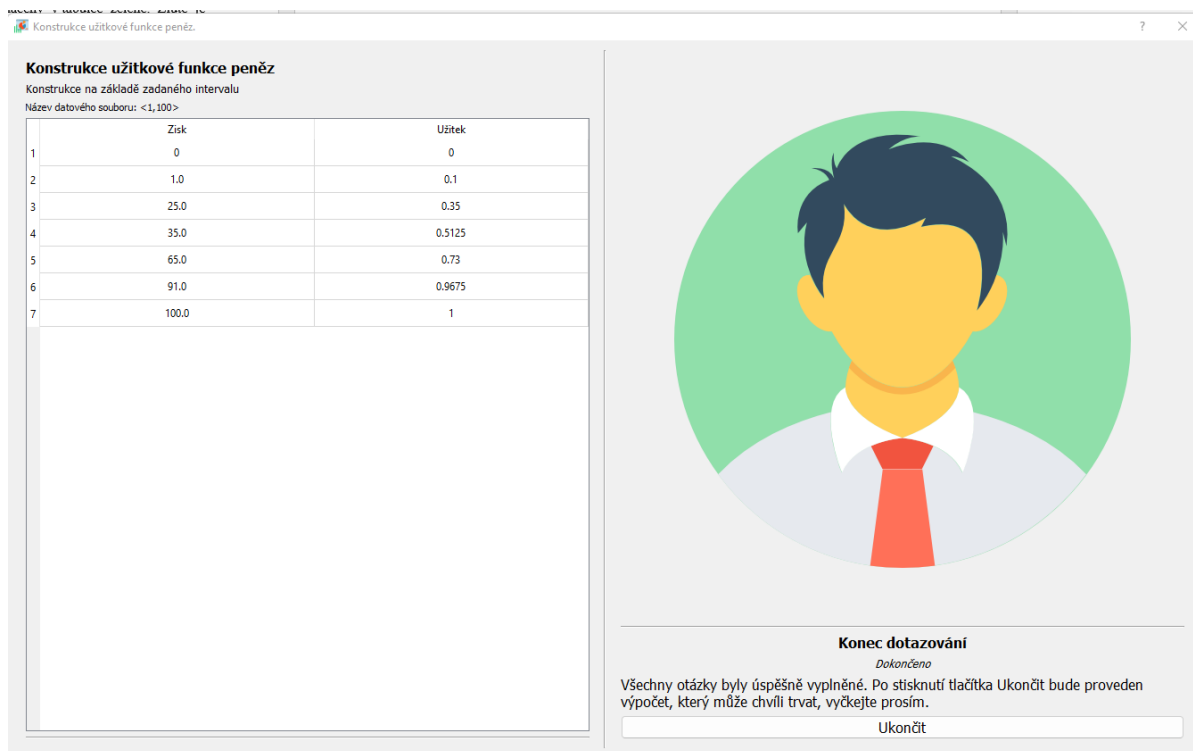 Konstrukce užitkové funkce peněz.
?
Konstrukce užitkové funkce peněz
Konstrukce na základě zadaného intervalu
Název datového souboru: <1,100>
Zisk Užitek
1 0 0
2 1.0 0.1
3 25.0 0.35
4 35.0 0.5125
5 65.0 0.73
6 91.0 0.9675
7 100.0 1
Konec dotazování
Dokončeno
Všechny otázky byly úspěšně vyplněné. Po stisknutí tlačítka Ukončit bude proveden
výpočet, který může chvíli trvat, vyčkejte prosím.
Ukončit